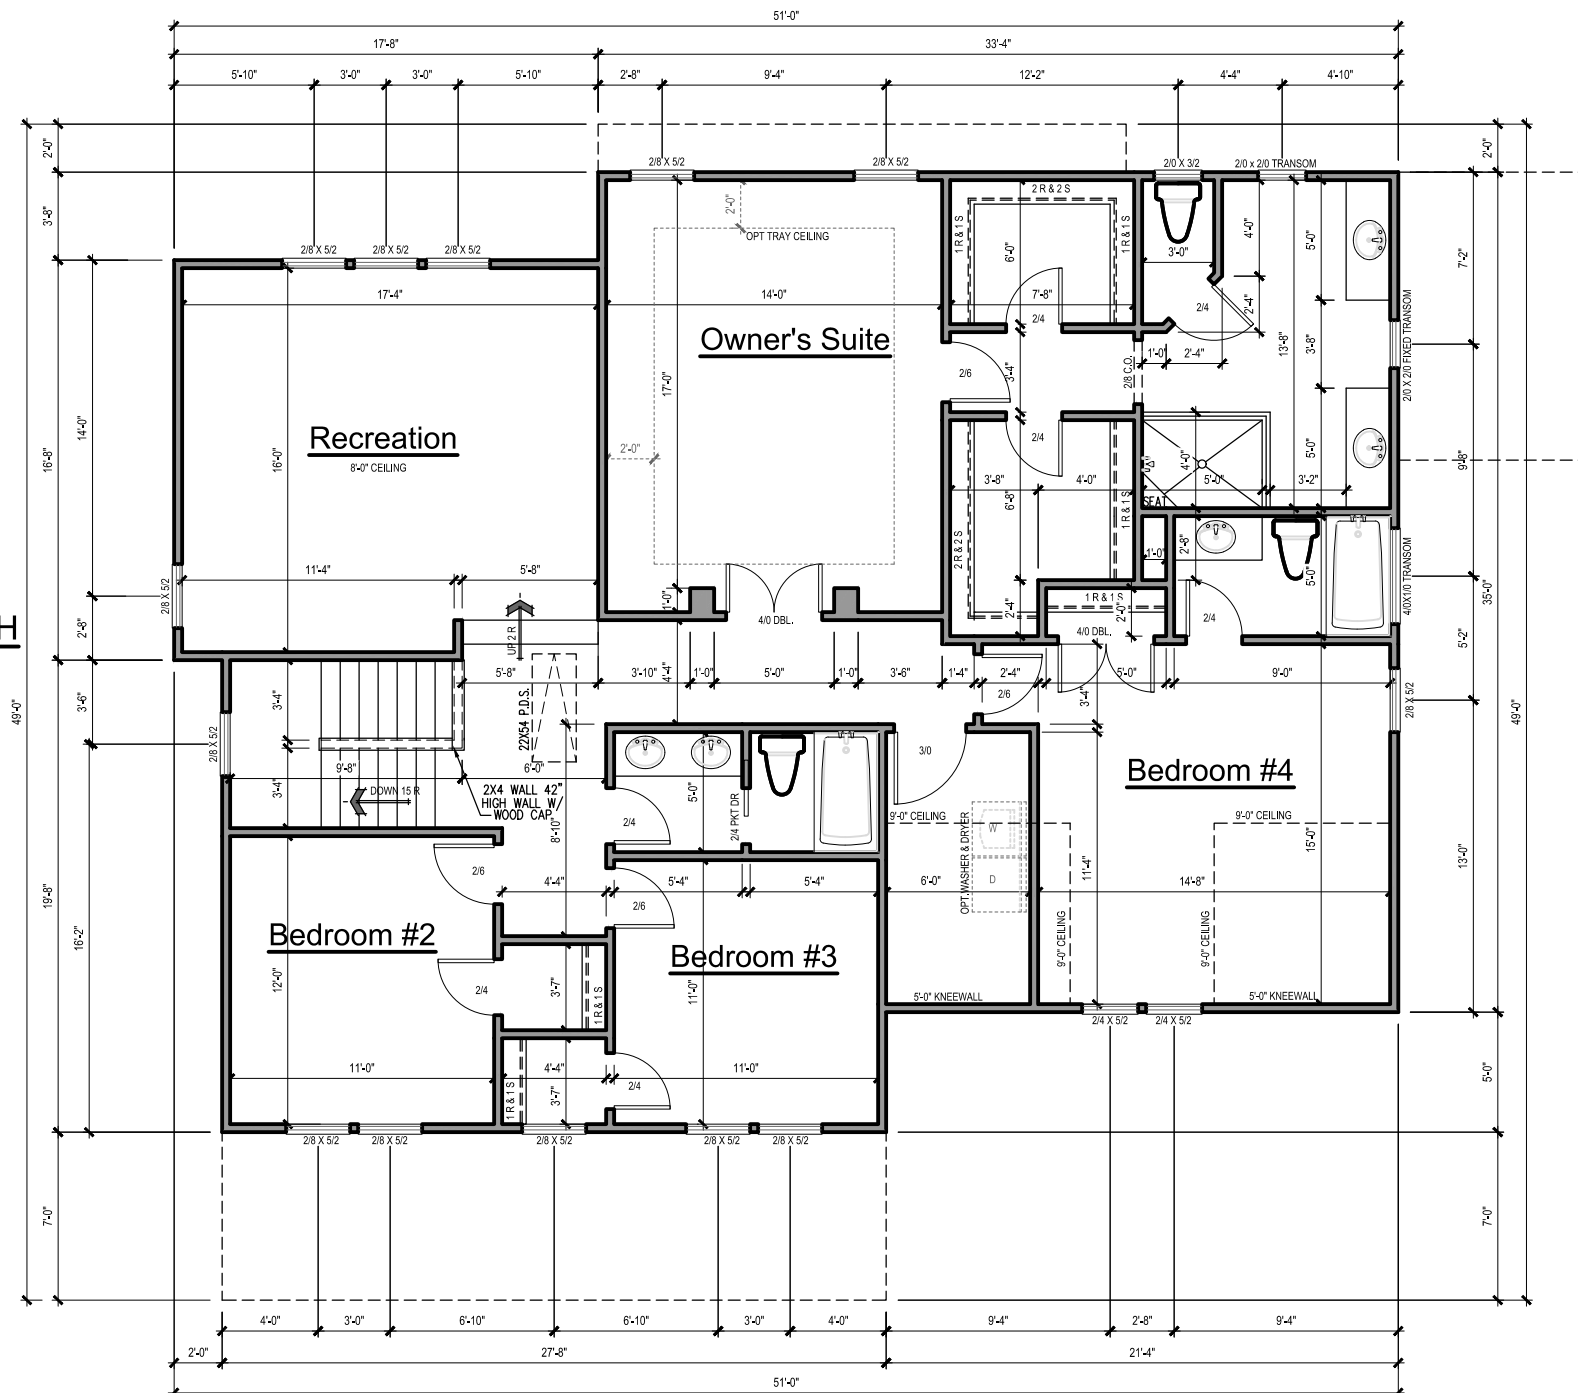 51'-0"
17'-8"
33'-4"
5'-10"
3'-0"
3'-0"
5'-10"
2'-8"
9'-4"
12'-2"
4'-4"
4'-10"
2'-0"
2'-0"
3'-8"
2/8 X 5/2
2/8 X 5/2
2/0 X 3/2
2/0 x 2/0 TRANSOM
2 R & 2 S
1 R & 1 S
1 R & 1 S
2'-0"
OPT TRAY CEILING
6'-0"
3'-0"
4'-0"
5'-0"
7'-2"
2/8 X 5/2
2/8 X 5/2
2/8 X 5/2
17'-4"
14'-0"
7'-8"
2/4
2/4
2'-4"
Owner's Suite
2/0 X 2/0 FIXED TRANSOM
13'-8"
3'-8"
2/6
3'-4"
2/8 C.O.
1'-0"
2'-4"
17'-0"
14'-0"
16'-8"
Recreation
8'-0" CEILING
16'-0"
2'-0"
2/4
4'-0"
5'-0"
9'-8"
3'-8"
4'-0"
5'-0"
3'-2"
6'-8"
1 R & 1 S
SEAT
2 R & 2 S
2'-8"
1'-0"
5'-0"
4/0X1/0 TRANSOM
35'-0"
11'-4"
5'-8"
2/8 X 5/2
1'-0"
4/0 DBL.
2'-4"
1 R & 1 S
2'-0"
4/0 DBL.
2/4
UP 2 R
H
2'-8"
49'-0"
3'-6"
5'-2"
49'-0"
5'-8"
3'-10"
4'-4"
1'-0"
5'-0"
1'-0"
3'-6"
1'-4"
2'-4"
5'-0"
9'-0"
2/6
3'-4"
2/8 X 5/2
3'-4"
22X54 P.D.S.
2/8 X 5/2
9'-8"
6'-0"
3'-4"
DOWN 15 R
2X4 WALL 42"
HIGH WALL W/
WOOD CAP
8'-10"
5'-0"
2/4
2/4 PKT DR
3/0
Bedroom #4
9'-0" CEILING
9'-0" CEILING
OPT.WASHER & DRYER
W
D
15'-0"
13'-0"
11'-4"
2/6
4'-4"
5'-4"
5'-4"
6'-0"
14'-8"
2/6
19'-8"
16'-2"
Bedroom #2
Bedroom #3
9'-0" CEILING
9'-0" CEILING
12'-0"
2/4
3'-7"
1 R & 1 S
11'-0"
5'-0" KNEEWALL
5'-0" KNEEWALL
2/4 X 5/2
2/4 X 5/2
11'-0"
4'-4"
11'-0"
3'-7"
1 R & 1 S
2/4
5'-0"
2/8 X 5/2
2/8 X 5/2
2/8 X 5/2
2/8 X 5/2
2/8 X 5/2
7'-0"
7'-0"
4'-0"
3'-0"
6'-10"
6'-10"
3'-0"
4'-0"
9'-4"
2'-8"
9'-4"
2'-0"
27'-8"
21'-4"
51'-0"